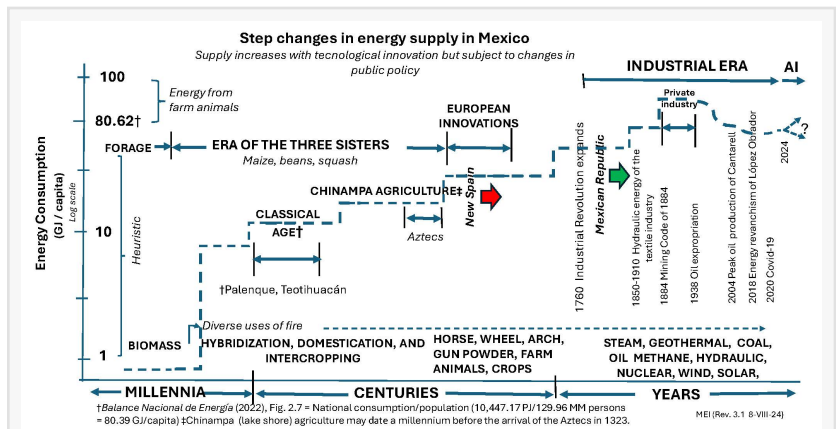 Step changes in energy supply in Mexico
Supply increases with tecnological innovation but subject to changes in
public policy
INDUSTRIAL ERA
AI
100
Energy from
farm animals
80.62†
Private
industry
EUROPEAN
INNOVATIONS
?
FORAGE
ERA OF THE THREE SISTERS
Maize, beans, squash
Energy Consumption
(GJ / capita)
Log scale
Heuristic
CHINAMPA AGRICULTURE‡
New Spain
CLASSICAL
AGE†
Aztecs
10
†Palenque, Teotihuacán
1760 Industrial Revolution expands
Mexican Republic
1850-1910 Hydraulic energy of the
textile industry
1884 Mining Code of 1884
1938 Oil expropriation
2004 Peak oil production of Cantarell
2018 Energy revanchism of López Obrador
2020 Covid-19
2024
Diverse uses of fire
BIOMASS
1
HYBRIDIZATION, DOMESTICATION, AND
INTERCROPPING
HORSE, WHEEL, ARCH,
GUN POWDER, FARM
ANIMALS, CROPS
STEAM, GEOTHERMAL, COAL,
OIL METHANE, HYDRAULIC,
NUCLEAR, WIND, SOLAR,
MILLENNIA
CENTURIES
YEARS
†Balance Nacional de Energía (2022), Fig. 2.7 = National consumption/population (10,447.17 PJ/129.96 MM persons
= 80.39 GJ/capita) ‡Chinampa (lake shore) agriculture may date a millennium before the arrival of the Aztecs in 1323.
MEI (Rev. 3.1 8-VIII-24)